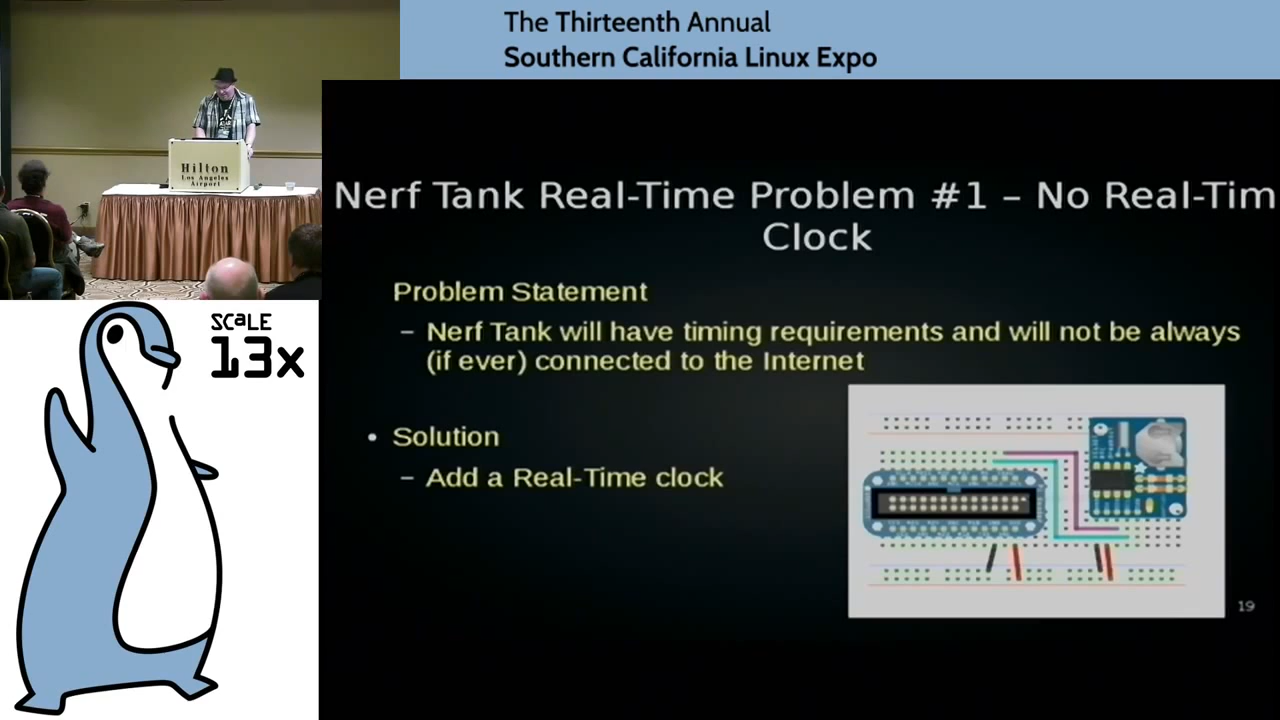 The Thirteenth Annual
Southern California Linux Expo
Hilton
Los Angeles
Airport
SCaLE
13x
Nerf Tank Real-Time Problem #1 – No Real-Tim
Clock
Problem Statement
– Nerf Tank will have timing requirements and will not be always
(if ever) connected to the Internet
• Solution
– Add a Real-Time clock
19